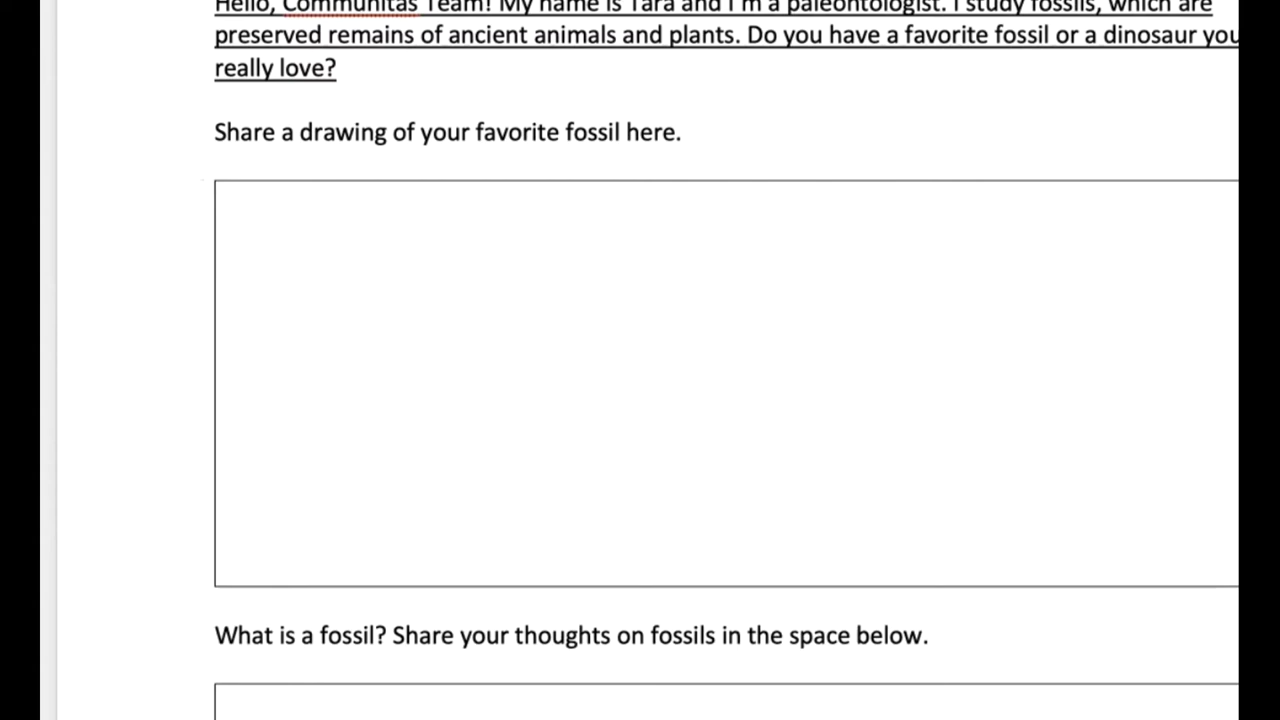 Hello, Communitas Team! My name is Tara and I'm a paleontologist. I study fossils, which are
preserved remains of ancient animals and plants. Do you have a favorite fossil or a dinosaur you
really love?
Share a drawing of your favorite fossil here.
What is a fossil? Share your thoughts on fossils in the space below.